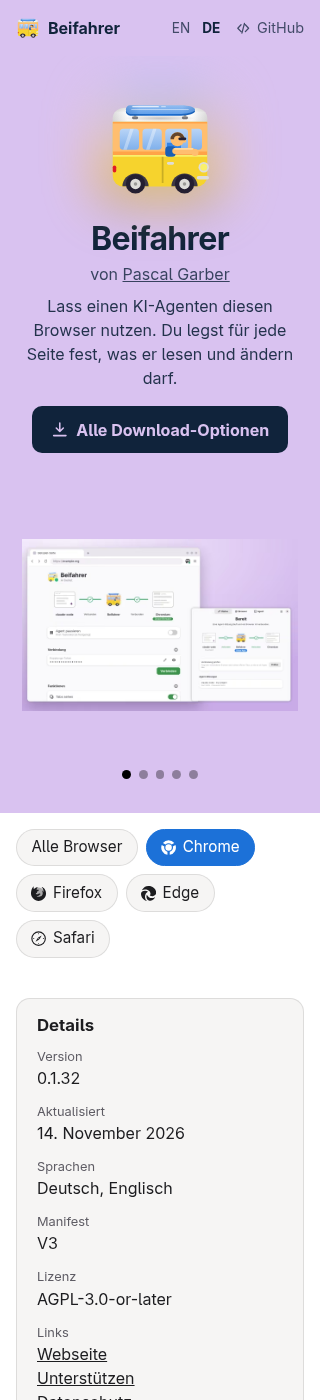 Beifahrer
EN DE GitHub
Beifahrer
von Pascal Garber
Lass einen KI-Agenten diesen
Browser nutzen. Du legst für jede
Seite fest, was er lesen und ändern
darf.
Alle Download-Optionen
Beifahrer
Bereit
Alle Browser
Chrome
Firefox
Edge
Safari
Details
Version
0.1.32
Aktualisiert
14. November 2026
Sprachen
Deutsch, Englisch
Manifest
V3
Lizenz
AGPL-3.0-or-later
Links
Webseite
Unterstützen